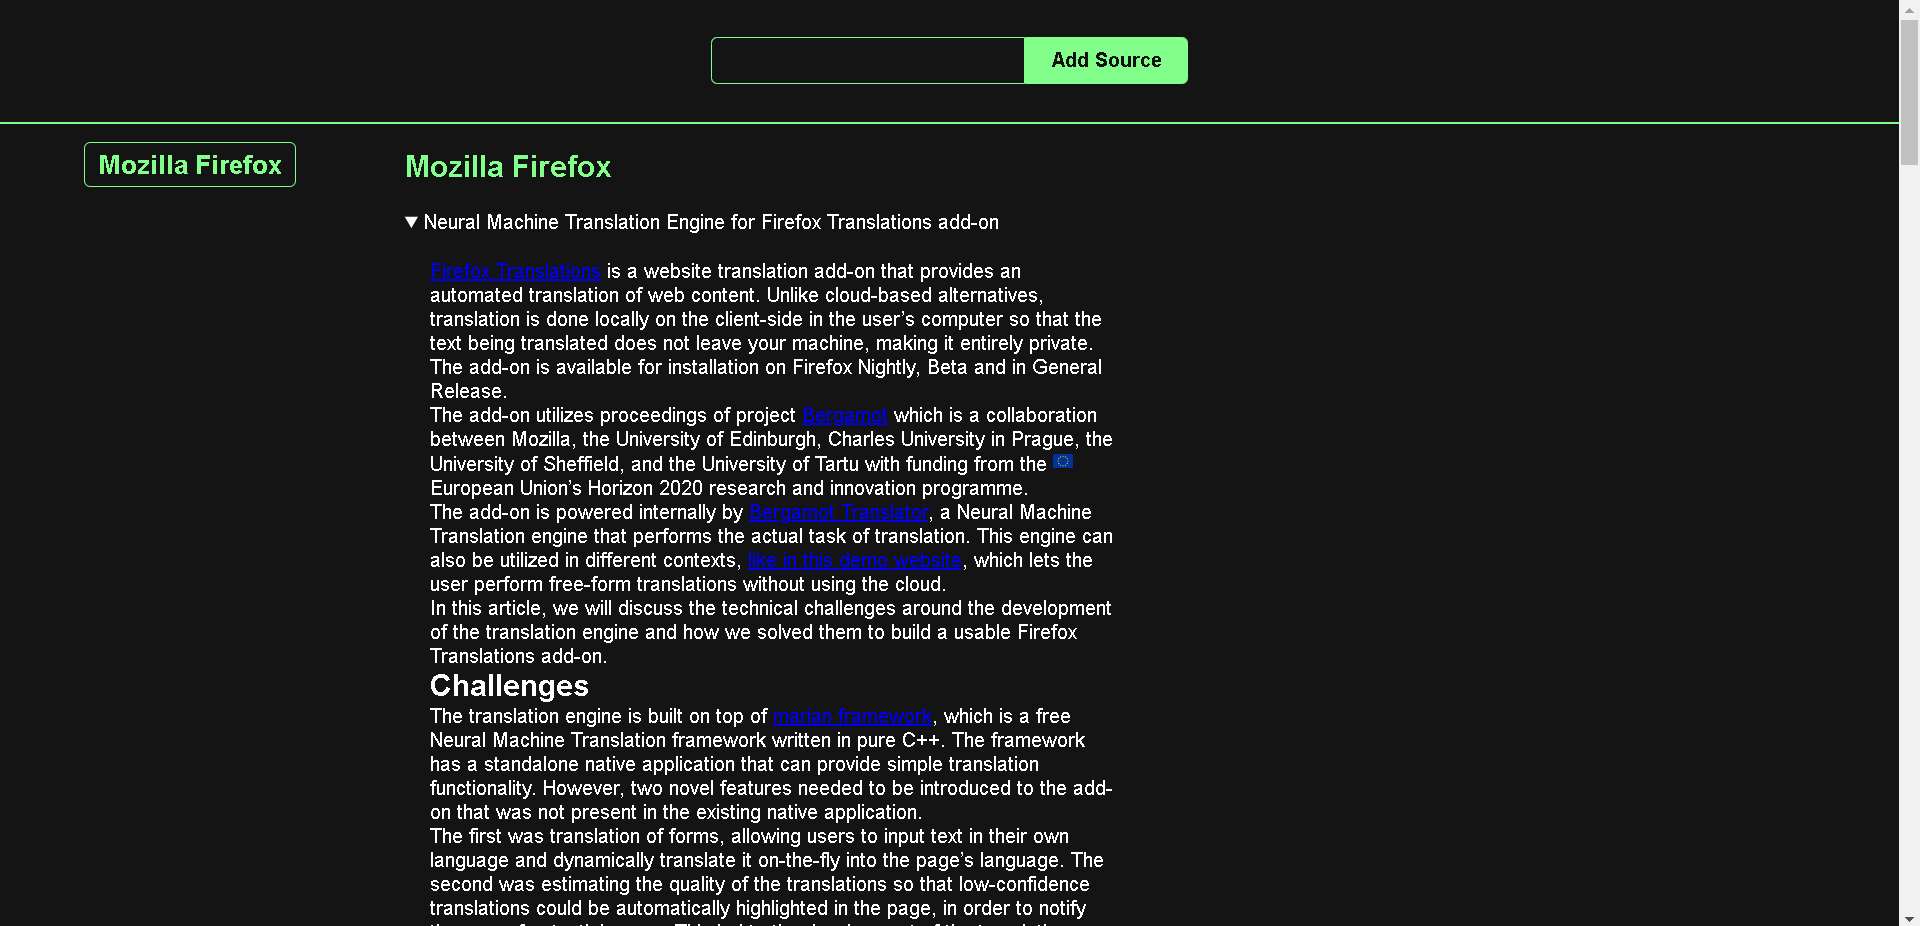 Add Source
Mozilla Firefox
Mozilla Firefox
Neural Machine Translation Engine for Firefox Translations add-on
Firefox Translations is a website translation add-on that provides an
automated translation of web content. Unlike cloud-based alternatives,
translation is done locally on the client-side in the user’s computer so that the
text being translated does not leave your machine, making it entirely private.
The add-on is available for installation on Firefox Nightly, Beta and in General
Release.
The add-on utilizes proceedings of project Bergamot which is a collaboration
between Mozilla, the University of Edinburgh, Charles University in Prague, the
University of Sheffield, and the University of Tartu with funding from the
European Union’s Horizon 2020 research and innovation programme.
The add-on is powered internally by Bergamot Translator, a Neural Machine
Translation engine that performs the actual task of translation. This engine can
also be utilized in different contexts, like in this demo website, which lets the
user perform free-form translations without using the cloud.
In this article, we will discuss the technical challenges around the development
of the translation engine and how we solved them to build a usable Firefox
Translations add-on.
Challenges
The translation engine is built on top of marian framework, which is a free
Neural Machine Translation framework written in pure C++. The framework
has a standalone native application that can provide simple translation
functionality. However, two novel features needed to be introduced to the add-
on that was not present in the existing native application.
The first was translation of forms, allowing users to input text in their own
language and dynamically translate it on-the-fly into the page’s language. The
second was estimating the quality of the translations so that low-confidence
translations could be automatically highlighted in the page, in order to notify